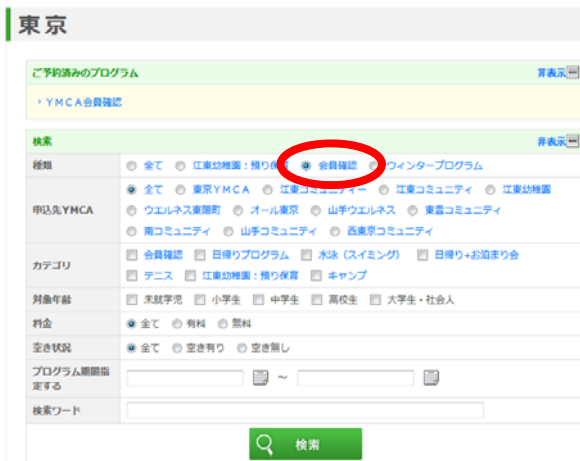 東京
ご予約済みのプログラム 非表示
YMCA会員確認
検索 非表示
種類 全て 江東幼稚園：預り保育 会員確認 ウィンタープログラム
申込先YMCA 全て 東京YMCA 江東コミュニティー 江東コミュニティ 江東幼稚園
ウエルネス東陽町 オール東京 山手ウエルネス 東雲コミュニティ
南コミュニティ 山手コミュニティ 西東京コミュニティ
カテゴリ 会員確認 日帰りプログラム 水泳（スイミング） 日帰り+お泊まり会
テニス 江東幼稚園：預り保育 キャンプ
対象年齢 未就学児 小学生 中学生 高校生 大学生・社会人
料金 全て 有料 無料
空き状況 全て 空き有り 空き無し
プログラム期間指定する ～
検索ワード
検索